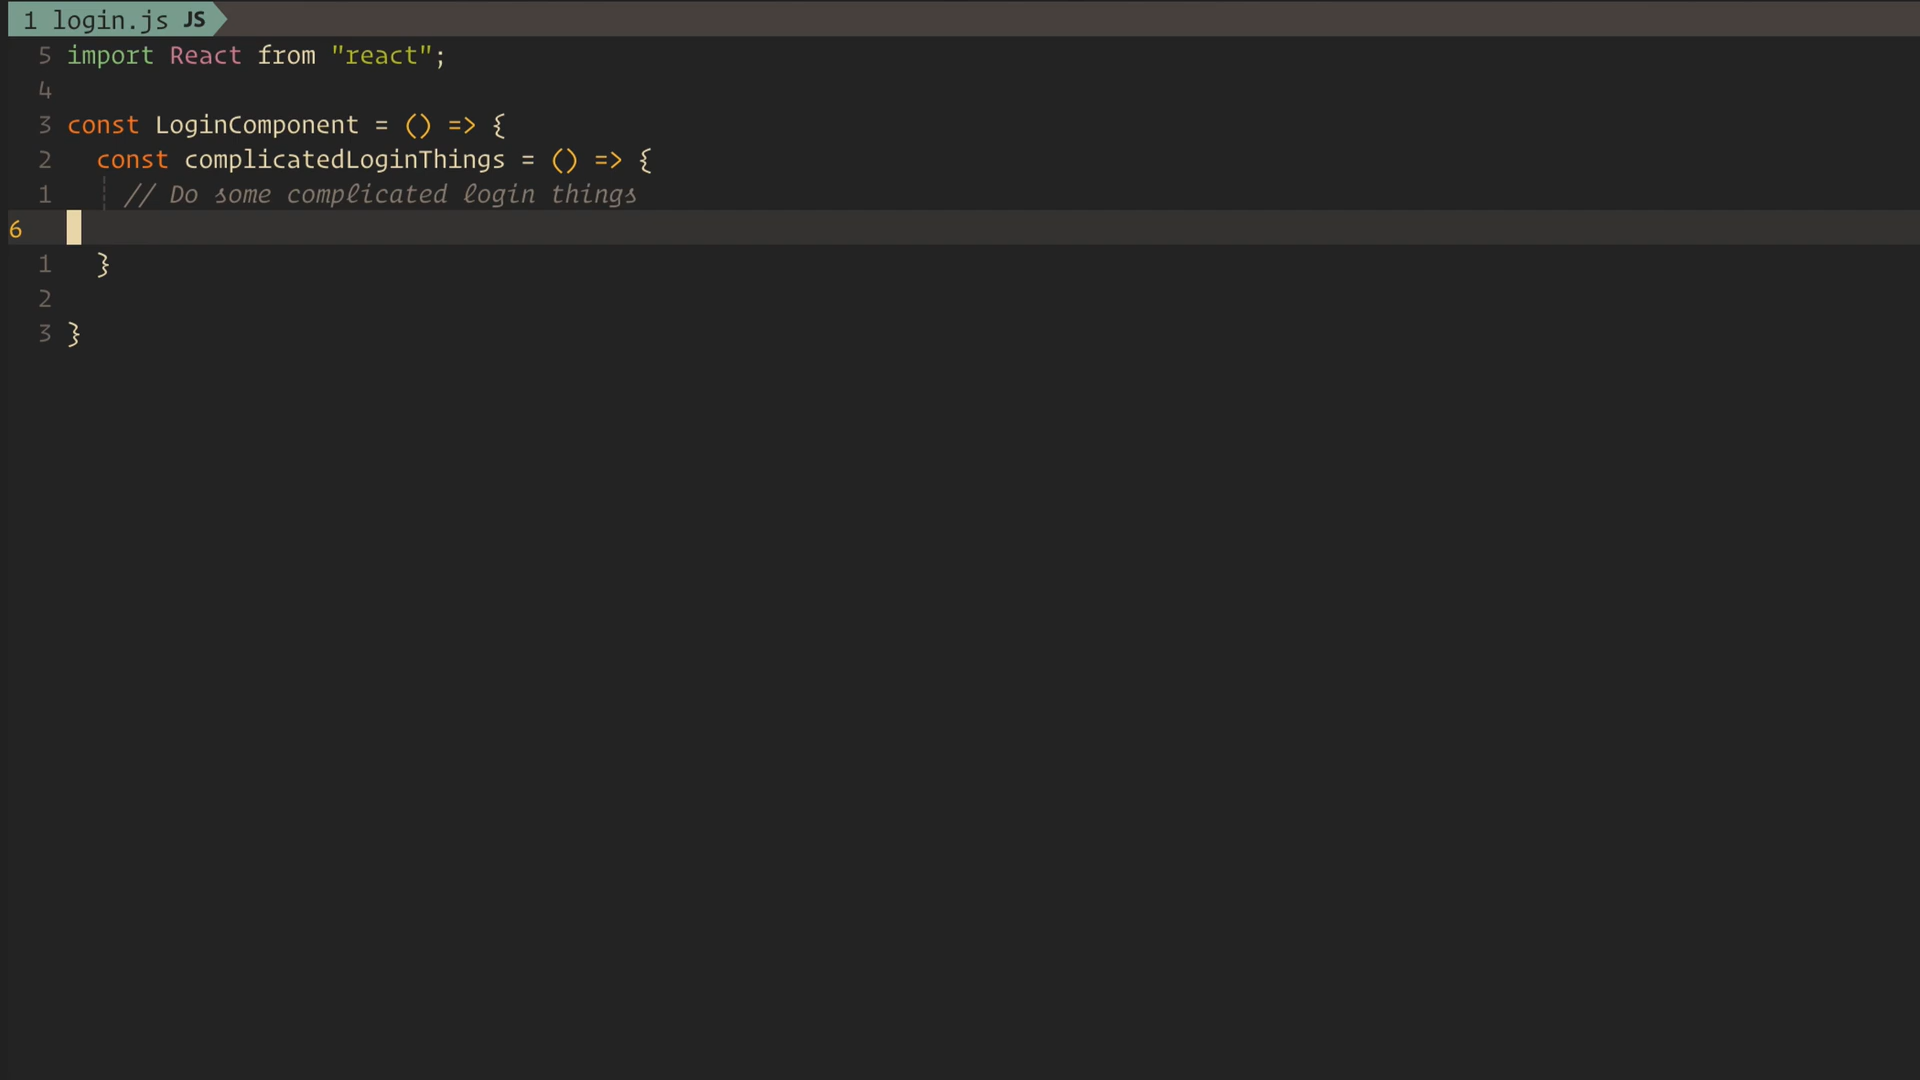 1 login.js JS
5 import React from "react";
4
3 const LoginComponent = () => {
2   const complicatedLoginThings = () => {
1     // Do some complicated login things
6
1   }
2
3 }